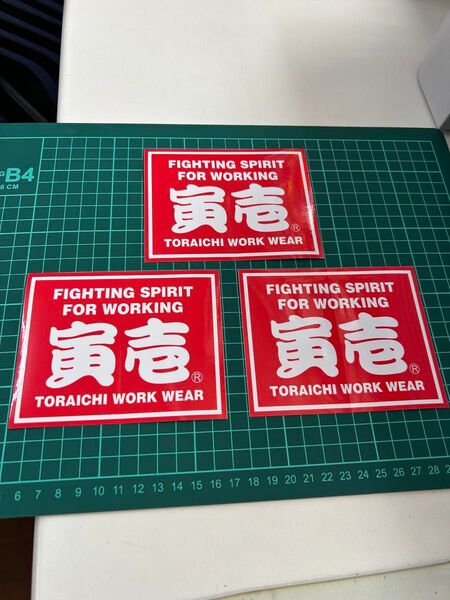 B4
6 CM
FIGHTING SPIRIT
FOR WORKING
寅壱®
TORAICHI WORK WEAR
FIGHTING SPIRIT
FOR WORKING
寅壱®
TORAICHI WORK WEAR
FIGHTING SPIRIT
FOR WORKING
寅壱®
TORAICHI WORK WEAR
6 7 8 9 10 11 12 13 14 15 16 17 18 19 20 21 22 23 24 25 26 27 28